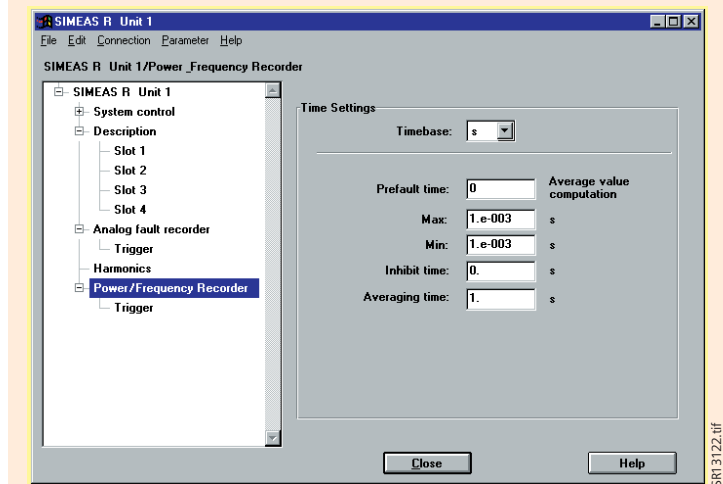 SIMEAS R Unit 1
File Edit Connection Parameter Help
SIMEAS R Unit 1/Power_Frequency Recorder
SIMEAS R Unit 1
System control
Description
Slot 1
Slot 2
Slot 3
Slot 4
Analog fault recorder
Trigger
Harmonics
Power/Frequency Recorder
Trigger
Time Settings
Timebase: s
Prefault time: 0 Average value
computation
Max: 1.e-003 s
Min: 1.e-003 s
Inhibit time: 0. s
Averaging time: 1. s
Close Help
SR13122.tif